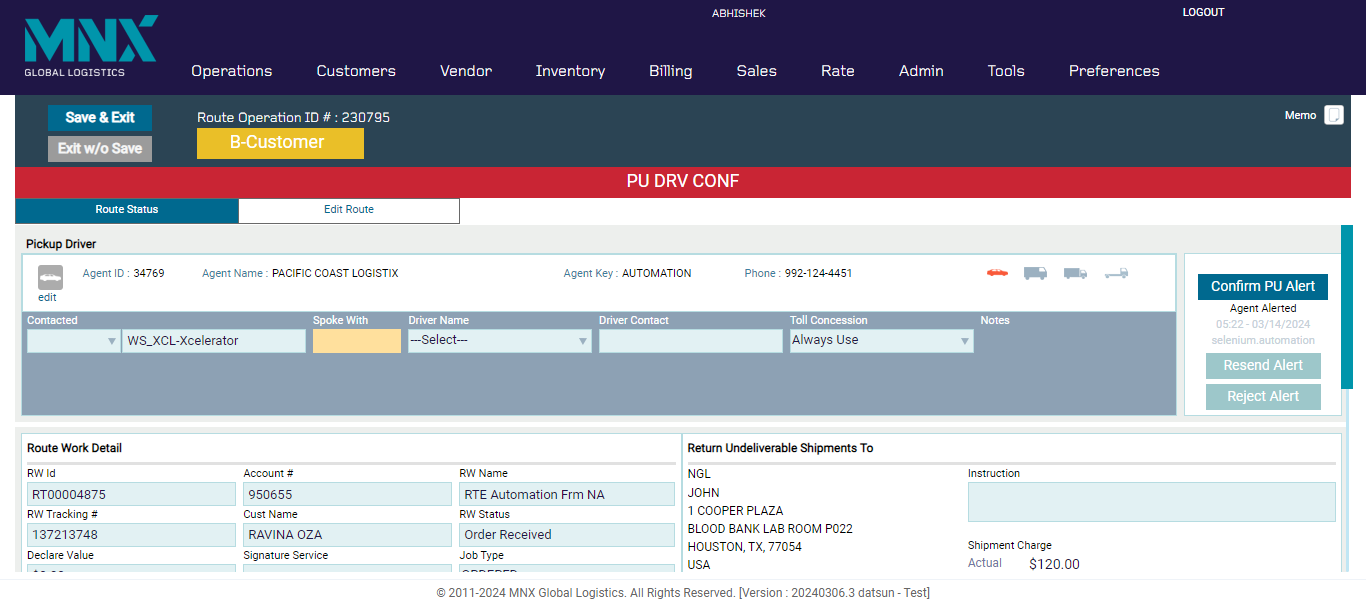 ABHISHEK
LOGOUT
MNX
GLOBAL LOGISTICS
Operations Customers Vendor Inventory Billing Sales Rate Admin Tools Preferences
Save & Exit
Exit w/o Save
Route Operation ID # : 230795
B-Customer
Memo
PU DRV CONF
Route Status
Edit Route
Pickup Driver
edit
Agent ID : 34769
Agent Name : PACIFIC COAST LOGISTIX
Agent Key : AUTOMATION
Phone : 992-124-4451
Contacted
Spoke With
Driver Name
Driver Contact
Toll Concession
Notes
WS_XCL-Xcelerator
---Select---
Always Use
Confirm PU Alert
Agent Alerted
05:22 - 03/14/2024
selenium.automation
Resend Alert
Reject Alert
Route Work Detail
RW Id
Account #
RW Name
RT00004875
950655
RTE Automation Frm NA
RW Tracking #
Cust Name
RW Status
137213748
RAVINA OZA
Order Received
Declare Value
Signature Service
Job Type
ORDERED
Return Undeliverable Shipments To
NGL
JOHN
1 COOPER PLAZA
BLOOD BANK LAB ROOM P022
HOUSTON, TX, 77054
USA
Instruction
Shipment Charge
Actual $120.00
© 2011-2024 MNX Global Logistics. All Rights Reserved. [Version : 20240306.3 datsun - Test]